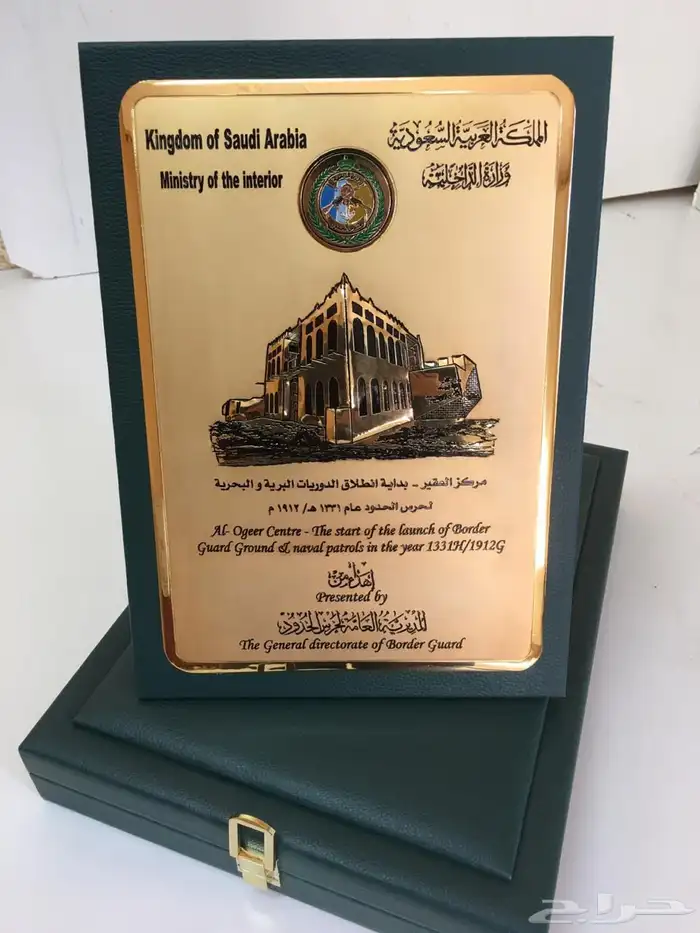 Kingdom of Saudi Arabia
المملكة العربية السعودية
Ministry of the interior
وزارة الداخلية
مركز العقير - بداية انطلاق الدوريات البرية و البحرية
لحرس الحدود عام ١٣٣١ هـ/ ١٩١٢ م
Al- Ogeer Centre - The start of the launch of Border
Guard Ground & naval patrols in the year 1331H/1912G
إهداء من
Presented by
المديرية العامة لحرس الحدود
The General directorate of Border Guard
حراج